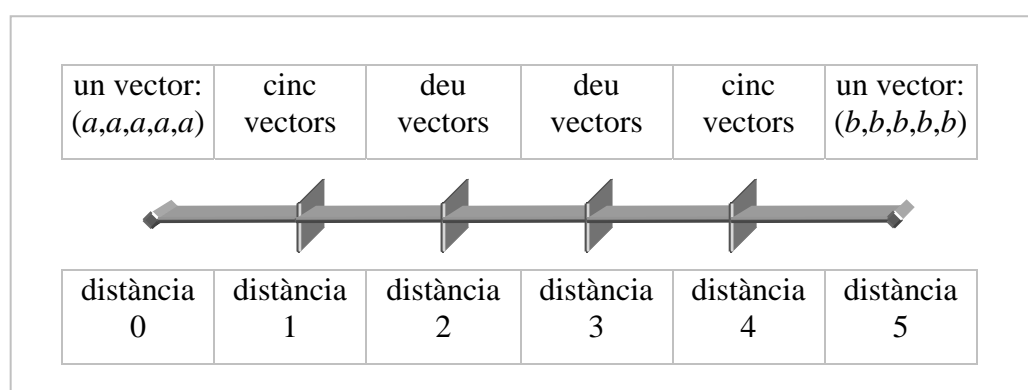 un vector:
(a,a,a,a,a)
cinc
vectors
deu
vectors
deu
vectors
cinc
vectors
un vector:
(b,b,b,b,b)
distància
0
distància
1
distància
2
distància
3
distància
4
distància
5